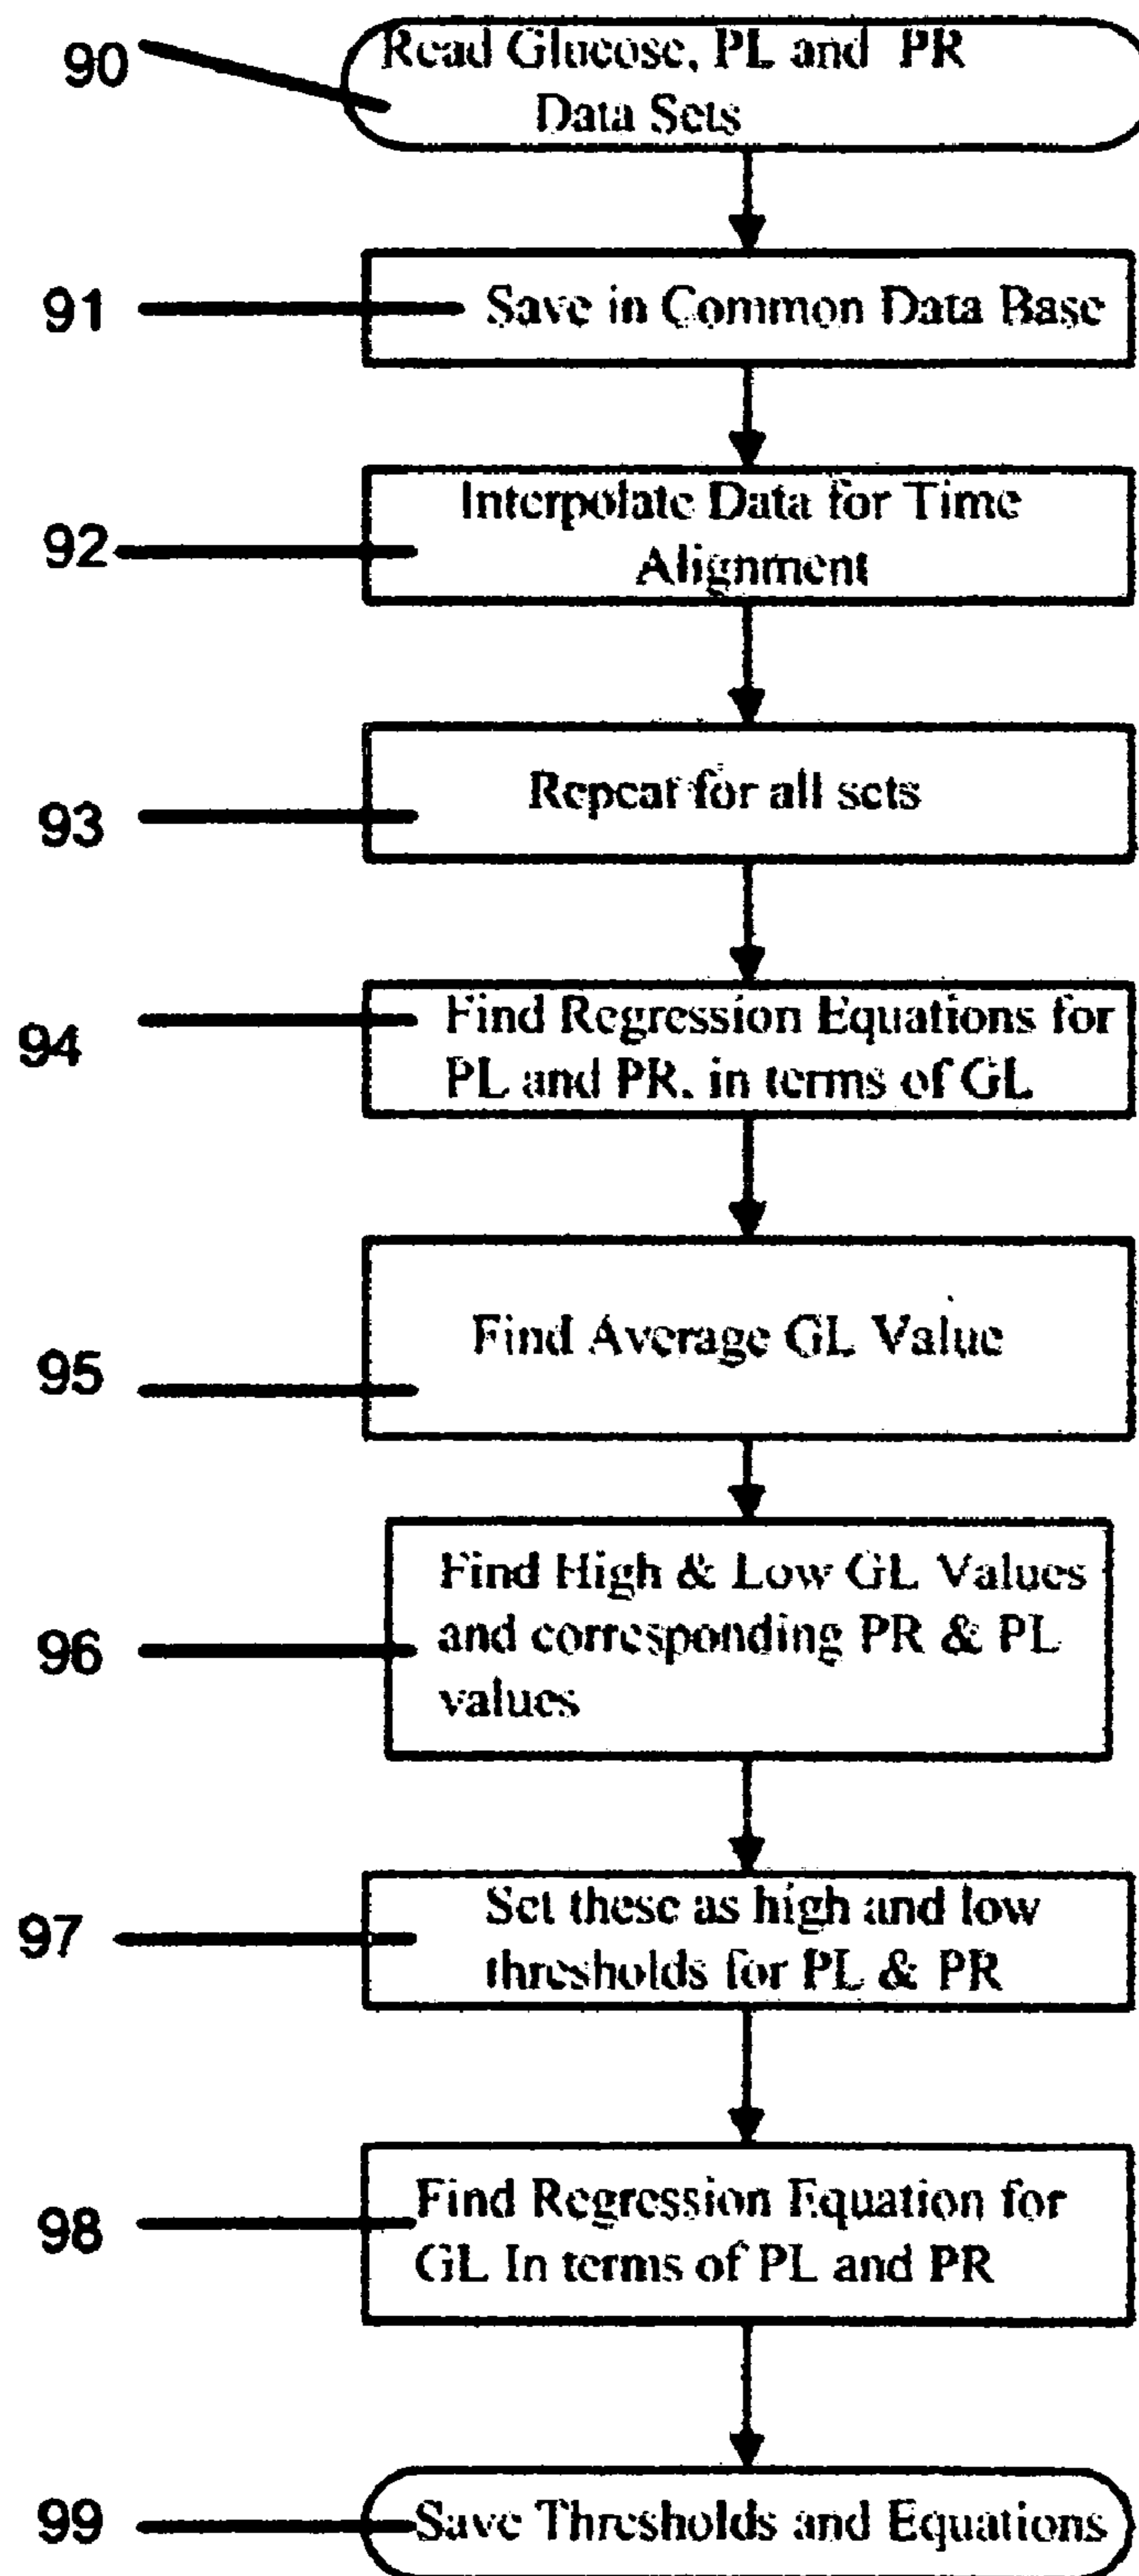 90
Read Glucose, PL and PR
Data Sets
91
Save in Common Data Base
92
Interpolate Data for Time
Alignment
93
Repeat for all sets
94
Find Regression Equations for
PL and PR, in terms of GL
95
Find Average GL Value
96
Find High & Low GL Values
and corresponding PR & PL
values
97
Set these as high and low
thresholds for PL & PR
98
Find Regression Equation for
GL In terms of PL and PR
99
Save Thresholds and Equations